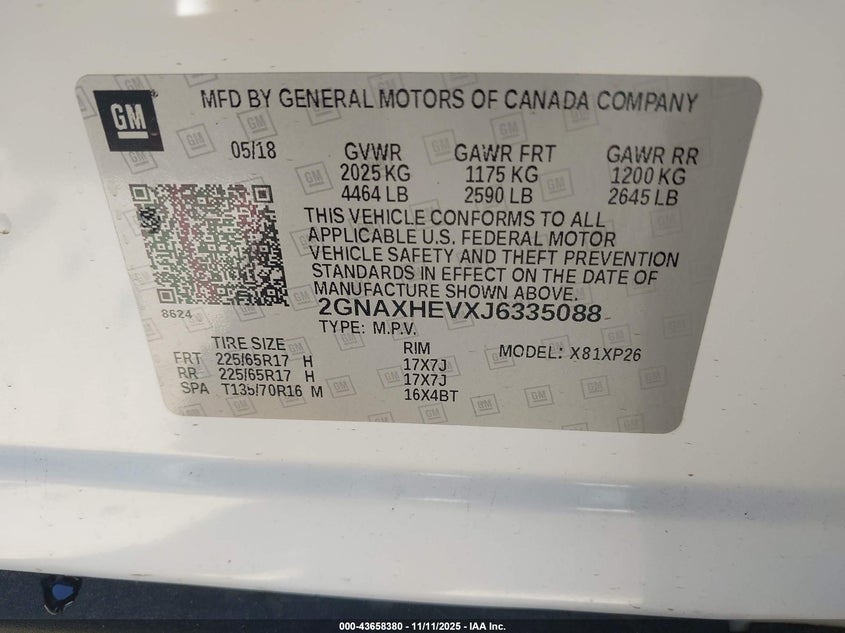 GM
MFD BY GENERAL MOTORS OF CANADA COMPANY
05/18 GVWR GAWR FRT GAWR RR
2025 KG 1175 KG 1200 KG
4464 LB 2590 LB 2645 LB
THIS VEHICLE CONFORMS TO ALL
APPLICABLE U.S. FEDERAL MOTOR
VEHICLE SAFETY AND THEFT PREVENTION
STANDARDS IN EFFECT ON THE DATE OF
MANUFACTURE SHOWN ABOVE.
8624
2GNAXHEVXJ6335088
TYPE: M.P.V.
TIRE SIZE RIM MODEL: X81XP26
FRT 225/65R17 H 17X7J
RR 225/65R17 H 17X7J
SPA T135/70R16 M 16X4BT
000-43658380 - 11/11/2025 - IAA Inc.